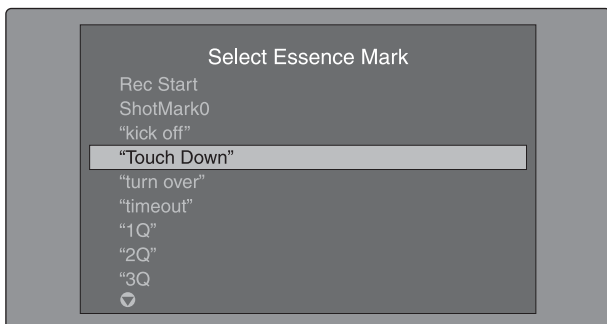 Select Essence Mark
Rec Start
ShotMark0
“kick off”
“Touch Down”
“turn over”
“timeout”
“1Q”
“2Q”
“3Q